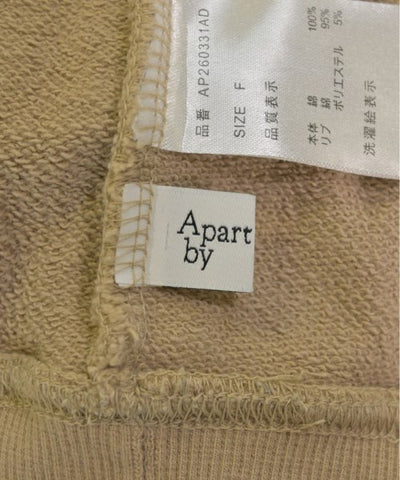 品番 AP260331AD
SIZE F
品質表示
本体 綿 100%
リブ 綿 95%
ポリエステル 5%
洗濯絵表示
Apart
by